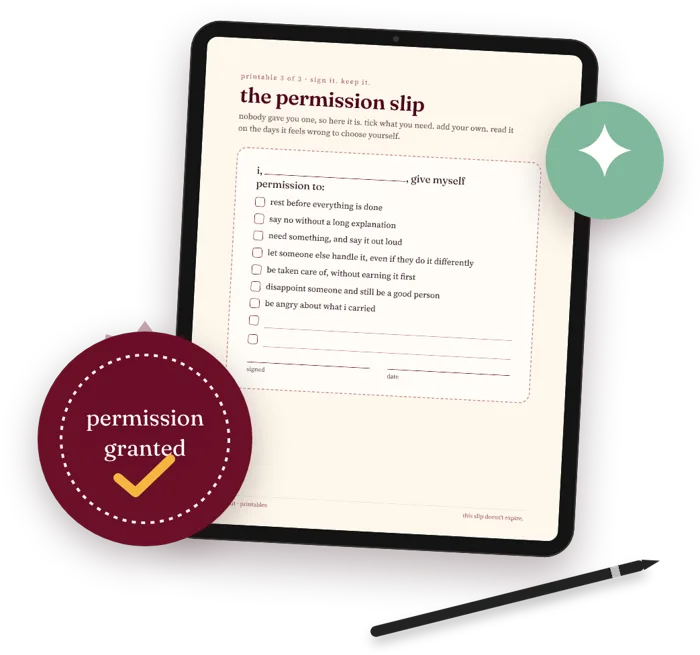 printable 3 of 3 · sign it. keep it.
the permission slip
nobody gave you one, so here it is. tick what you need. add your own. read it
on the days it feels wrong to choose yourself.
i, , give myself
permission to:
rest before everything is done
say no without a long explanation
need something, and say it out loud
let someone else handle it, even if they do it differently
be taken care of, without earning it first
disappoint someone and still be a good person
be angry about what i carried
signed
date
permission
granted
· printables
this slip doesn't expire.